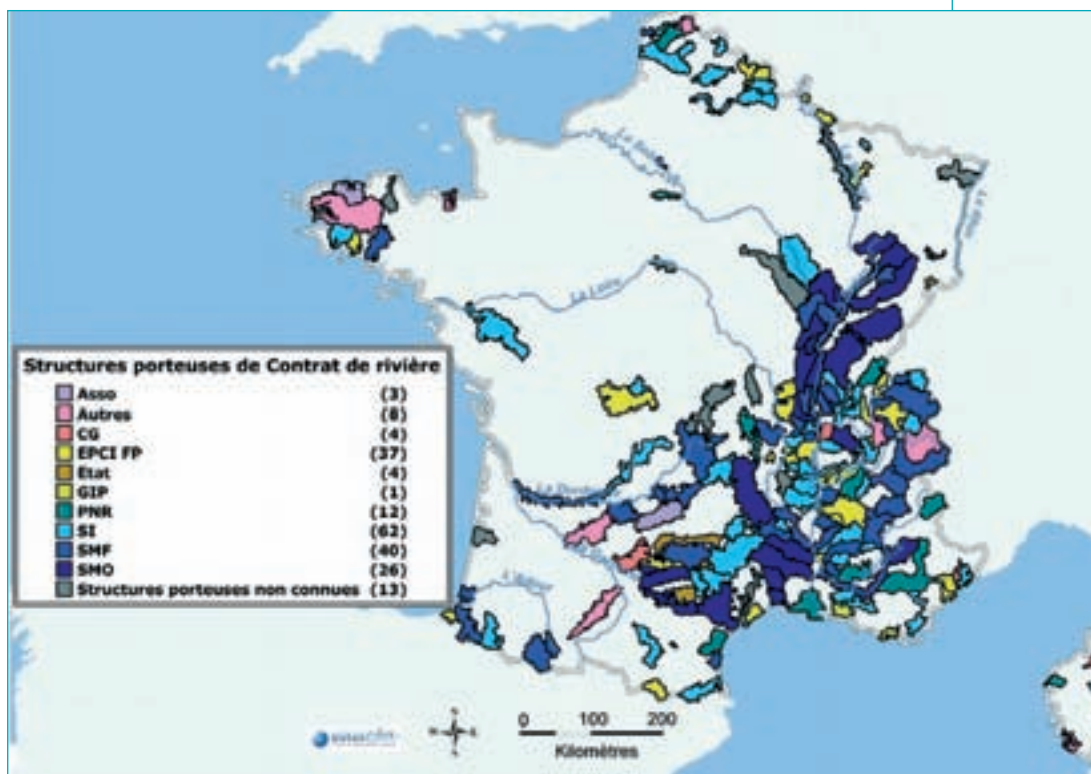 La Loire
Structures porteuses de Contrat de rivière
Asso (3)
Autres (8)
CG (4)
EPCI FP (37)
Etat (4)
GIP (1)
PNR (12)
SI (62)
SMF (40)
SMO (26)
Structures porteuses non connues (13)
0 100 200
Kilomètres